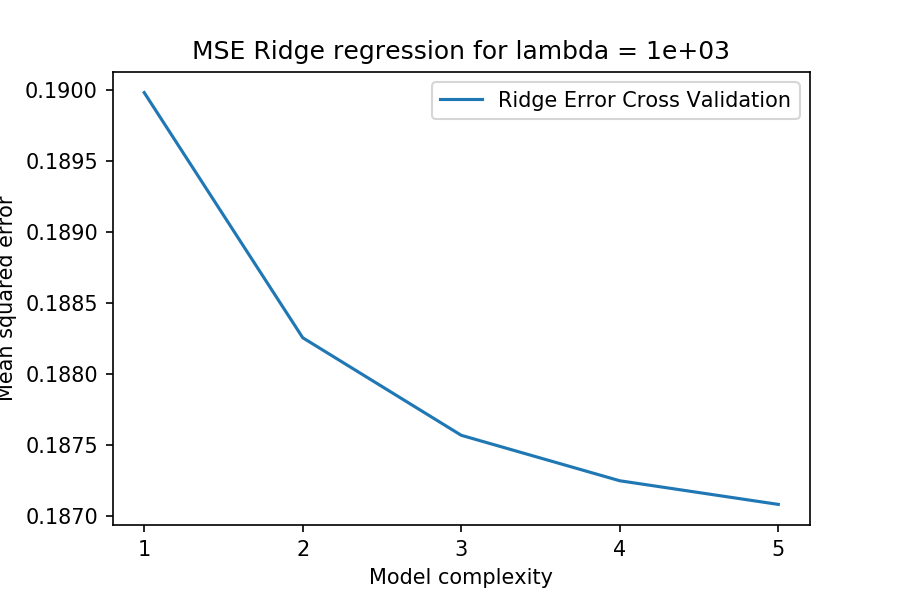 MSE Ridge regression for lambda = 1e+03
Ridge Error Cross Validation
Mean squared error
0.1900
0.1895
0.1890
0.1885
0.1880
0.1875
0.1870
1 2 3 4 5
Model complexity